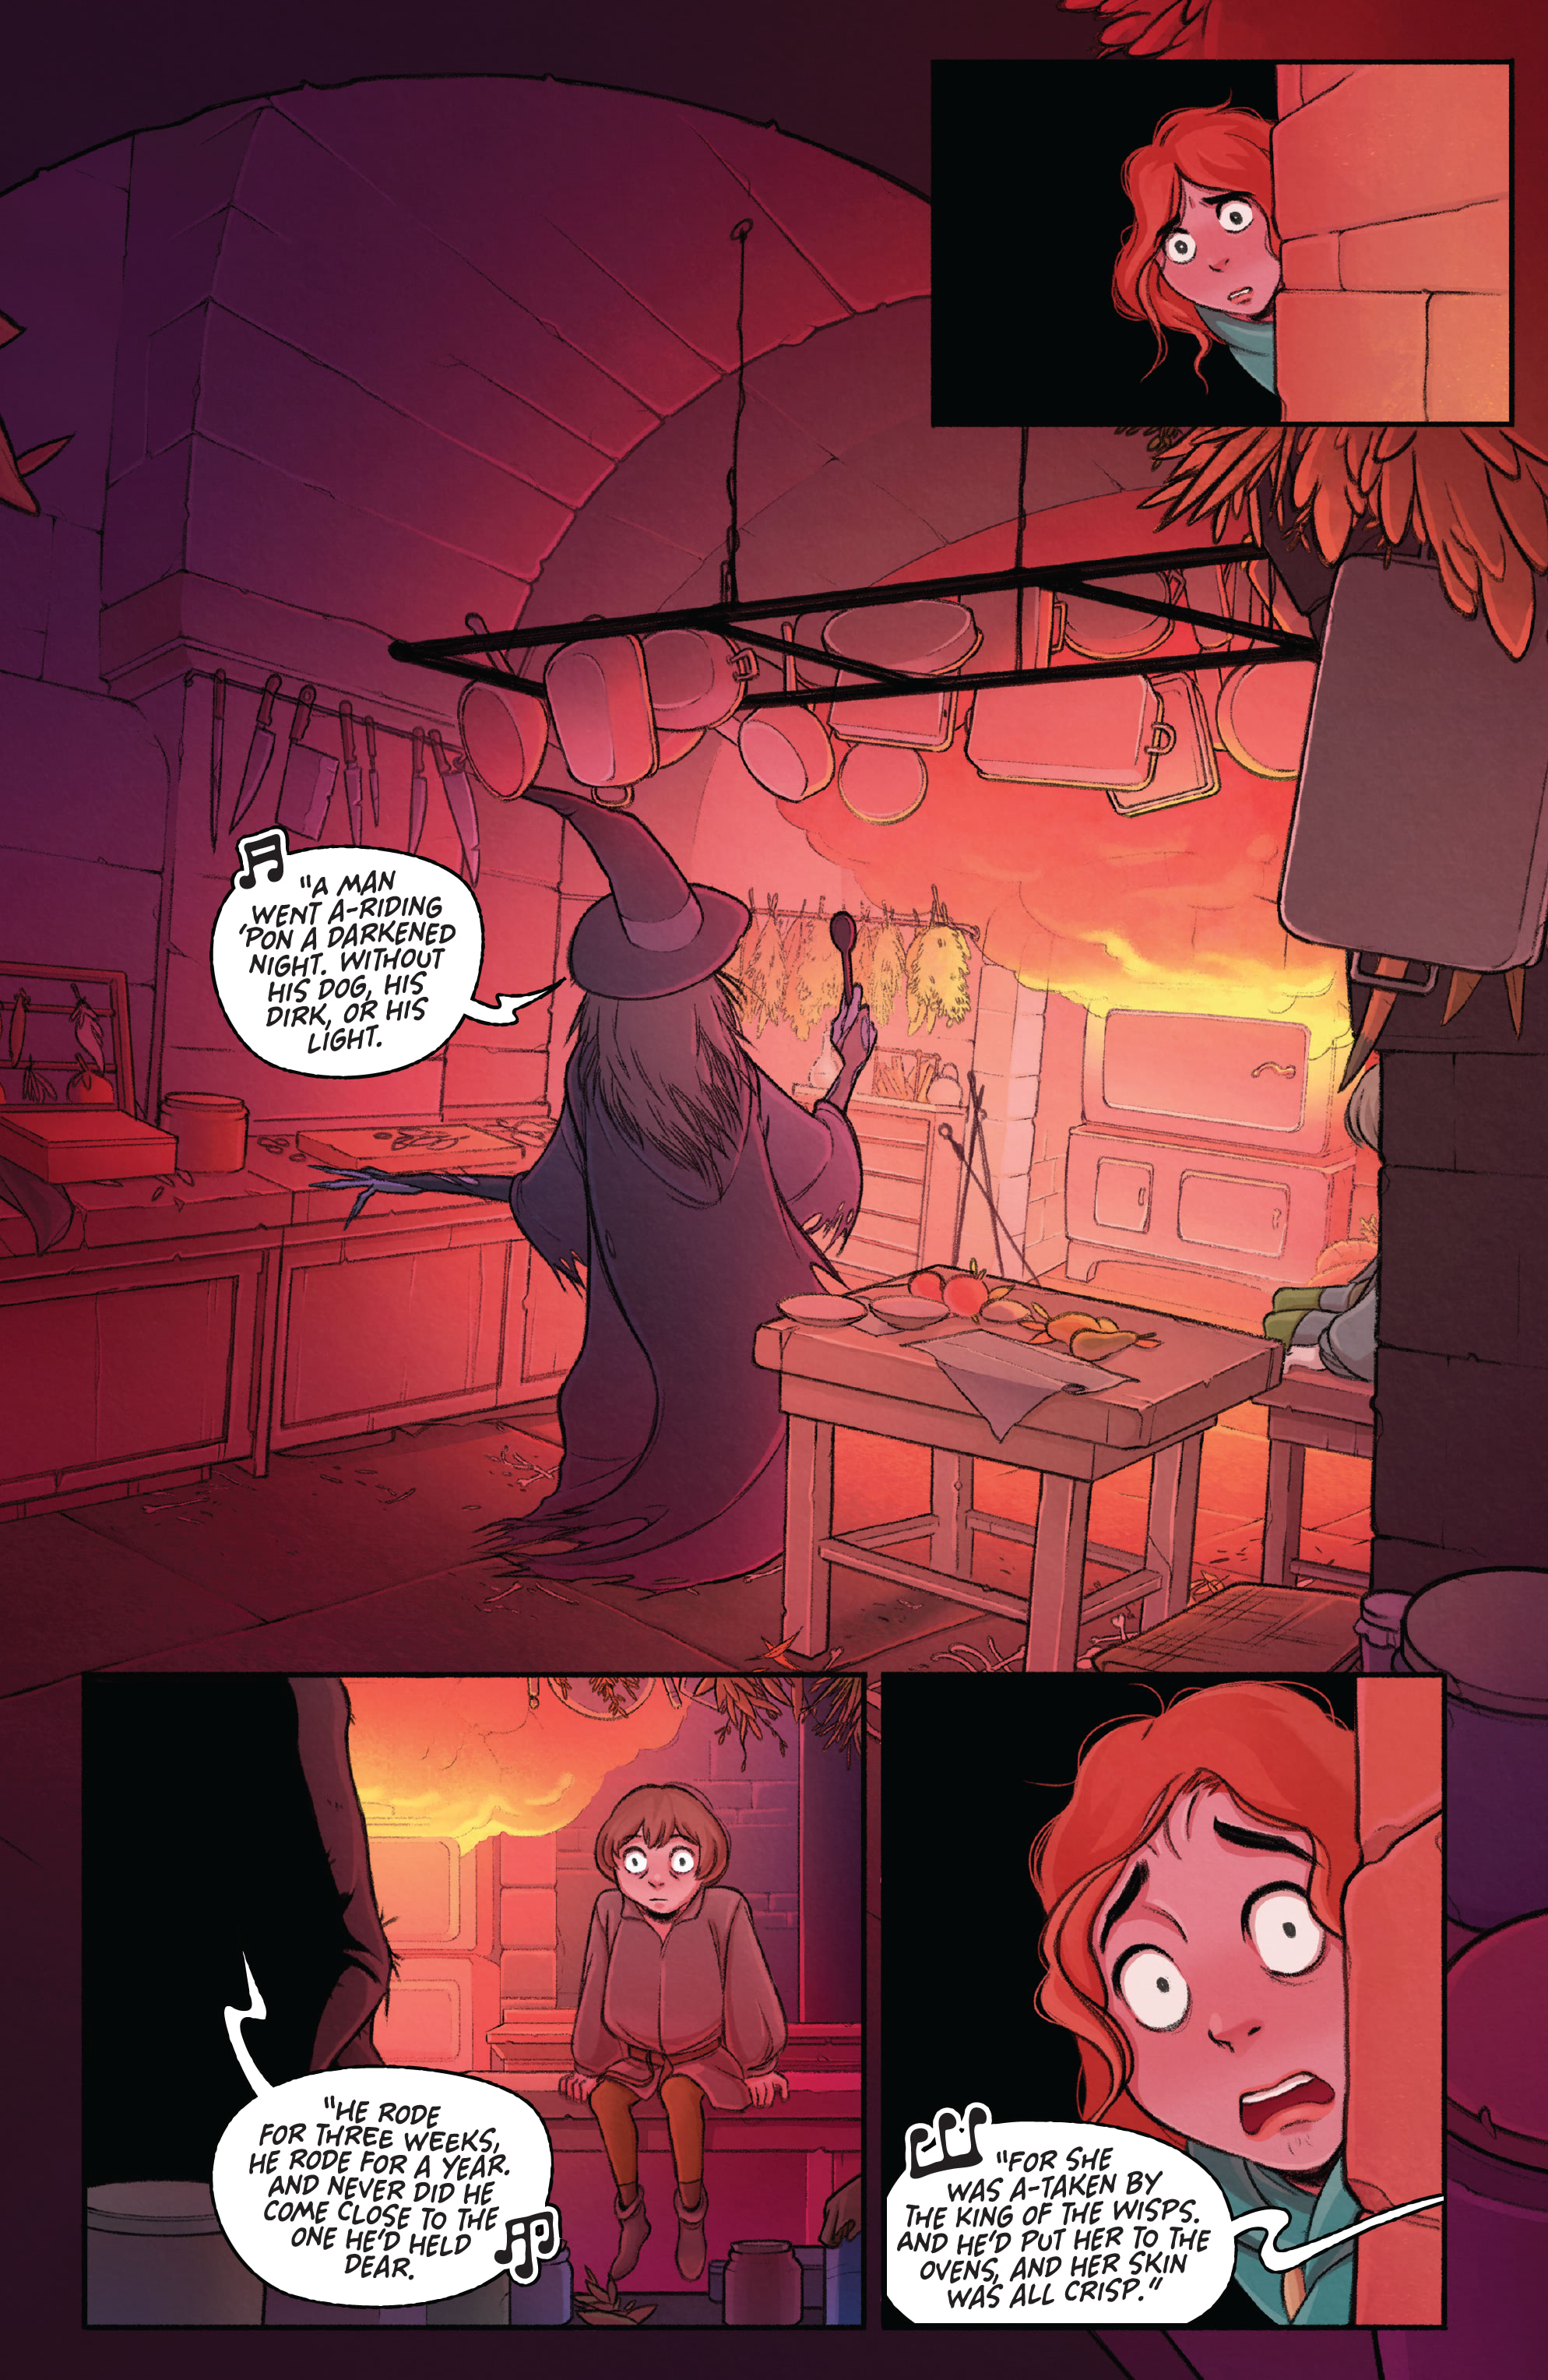 "A MAN
WENT A-RIDING
'PON A DARKENED
NIGHT. WITHOUT
HIS DOG, HIS
DIRK, OR HIS
LIGHT.
"HE RODE
FOR THREE WEEKS,
HE RODE FOR A YEAR.
AND NEVER DID HE
COME CLOSE TO THE
ONE HE'D HELD
DEAR.
"FOR SHE
WAS A-TAKEN BY
THE KING OF THE WISPS.
AND HE'D PUT HER TO THE
OVENS, AND HER SKIN
WAS ALL CRISP."